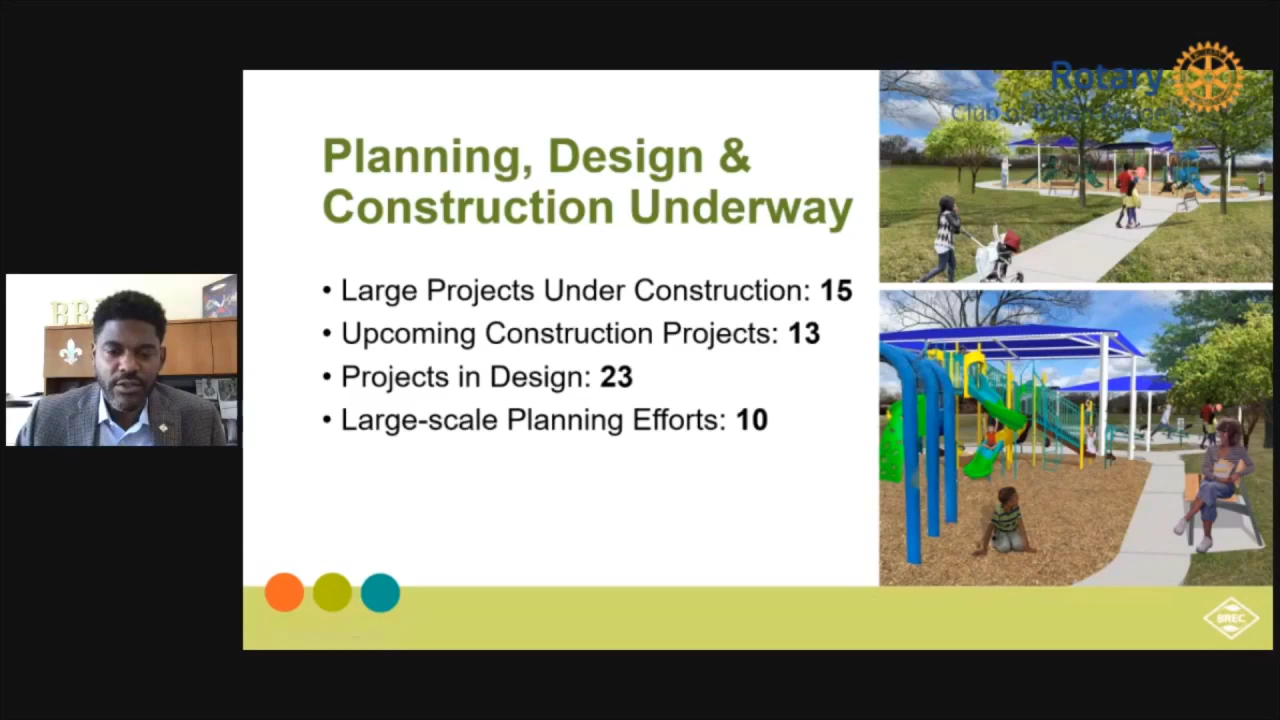 Rotary
Planning, Design &
Construction Underway
• Large Projects Under Construction: 15
• Upcoming Construction Projects: 13
• Projects in Design: 23
• Large-scale Planning Efforts: 10
BREC